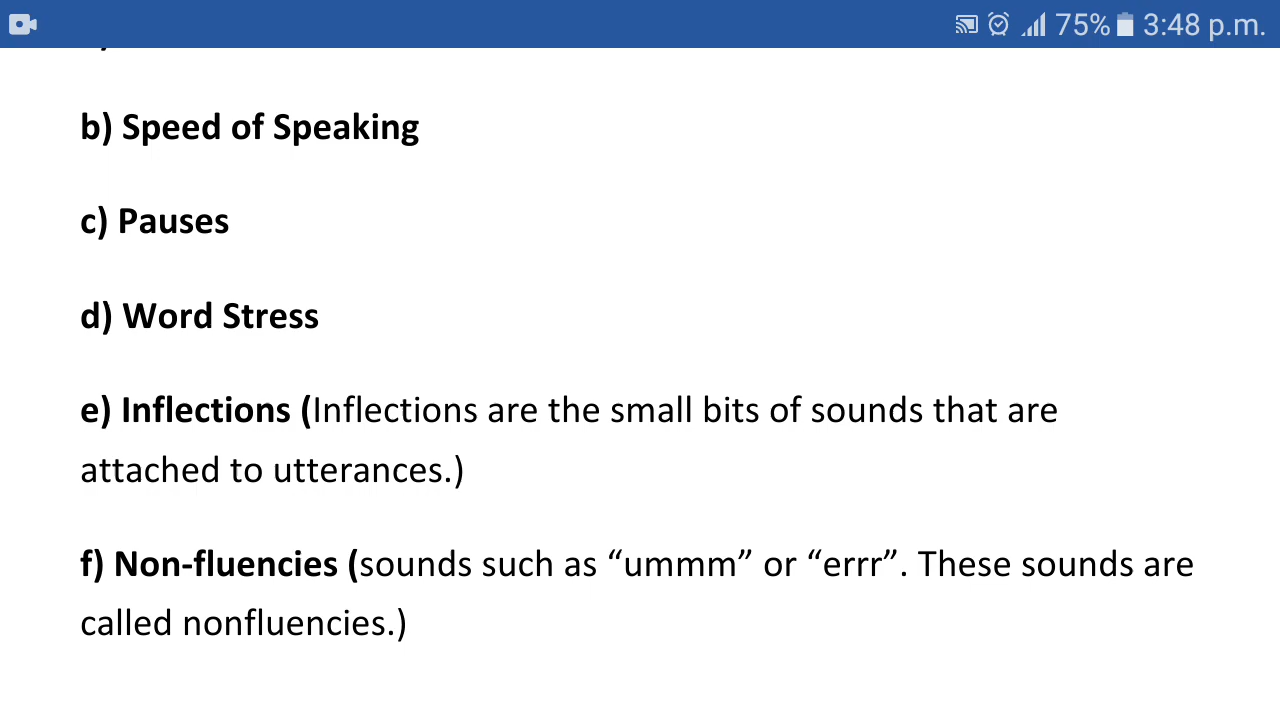 75% 3:48 p.m.
b) Speed of Speaking
c) Pauses
d) Word Stress
e) Inflections (Inflections are the small bits of sounds that are
attached to utterances.)
f) Non-fluencies (sounds such as “ummm” or “errr”. These sounds are
called nonfluencies.)